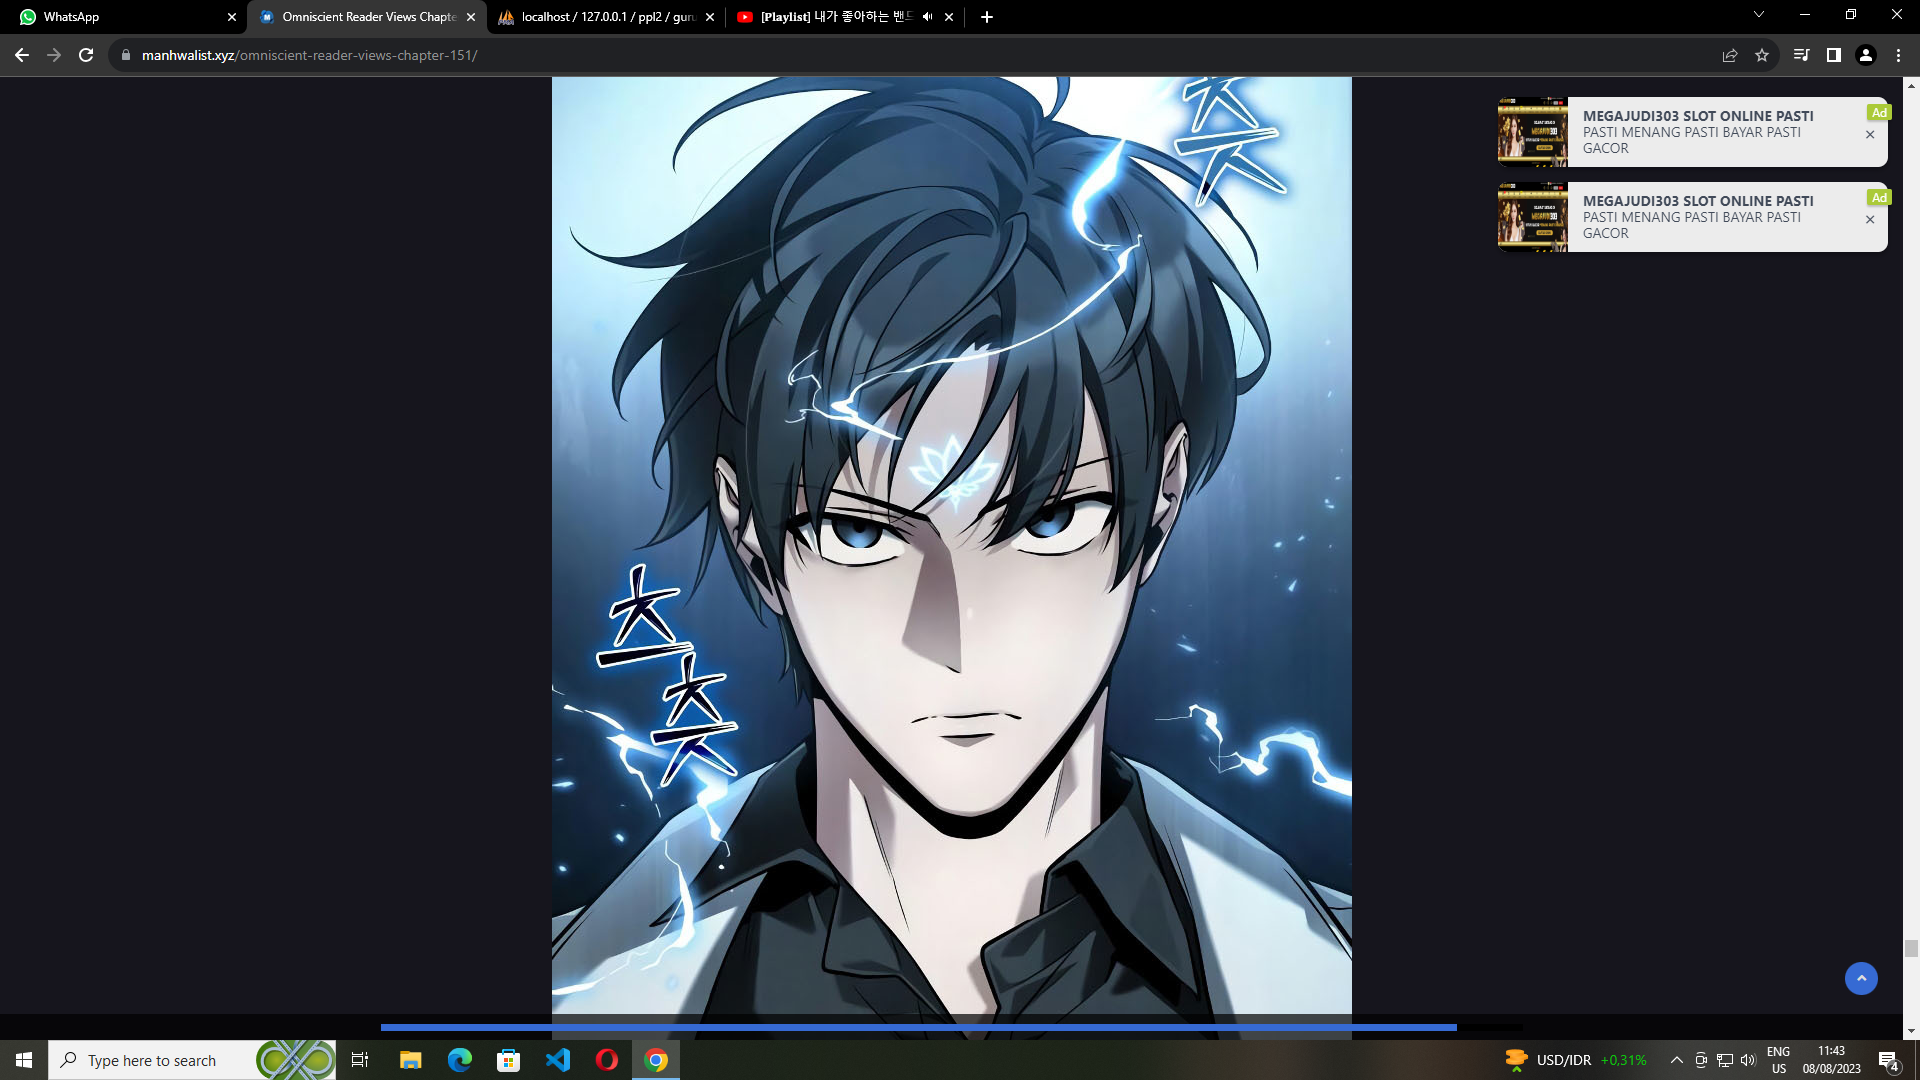 WhatsApp
Omniscient Reader Views Chapte
localhost / 127.0.0.1 / ppl2 / guru
[Playlist] 내가 좋아하는 밴드
manhwalist.xyz/omniscient-reader-views-chapter-151/
츠
즛
츠
즛
MEGAJUDI303 SLOT ONLINE PASTI
PASTI MENANG PASTI BAYAR PASTI
GACOR
Ad
MEGAJUDI303 SLOT ONLINE PASTI
PASTI MENANG PASTI BAYAR PASTI
GACOR
Ad
Type here to search
USD/IDR +0,31%
ENG
US
11:43
08/08/2023
4